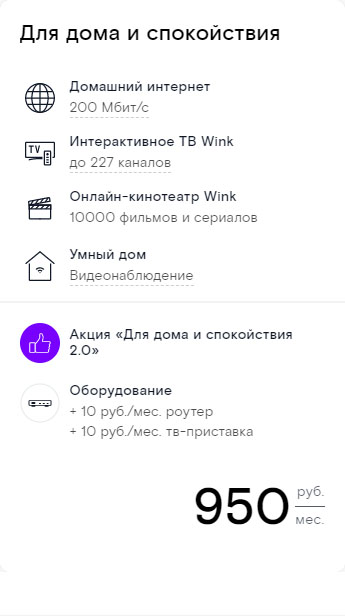 Для дома и спокойствия
Домашний интернет
200 Мбит/с
TV
Интерактивное ТВ Wink
до 227 каналов
Онлайн-кинотеатр Wink
10000 фильмов и сериалов
Умный дом
Видеонаблюдение
Акция «Для дома и спокойствия
2.0»
Оборудование
+ 10 руб./мес. роутер
+ 10 руб./мес. тв-приставка
950 руб.
мес.